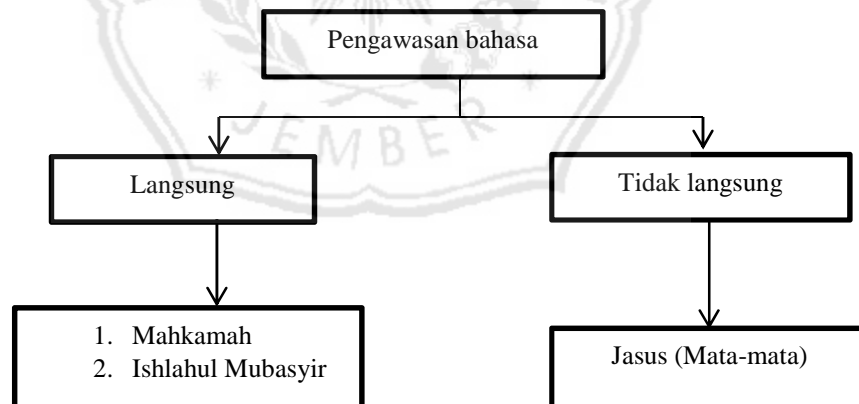 Pengawasan bahasa
JEMBER
Langsung
Tidak langsung
1. Mahkamah
2. Ishlahul Mubasyir
Jasus (Mata-mata)